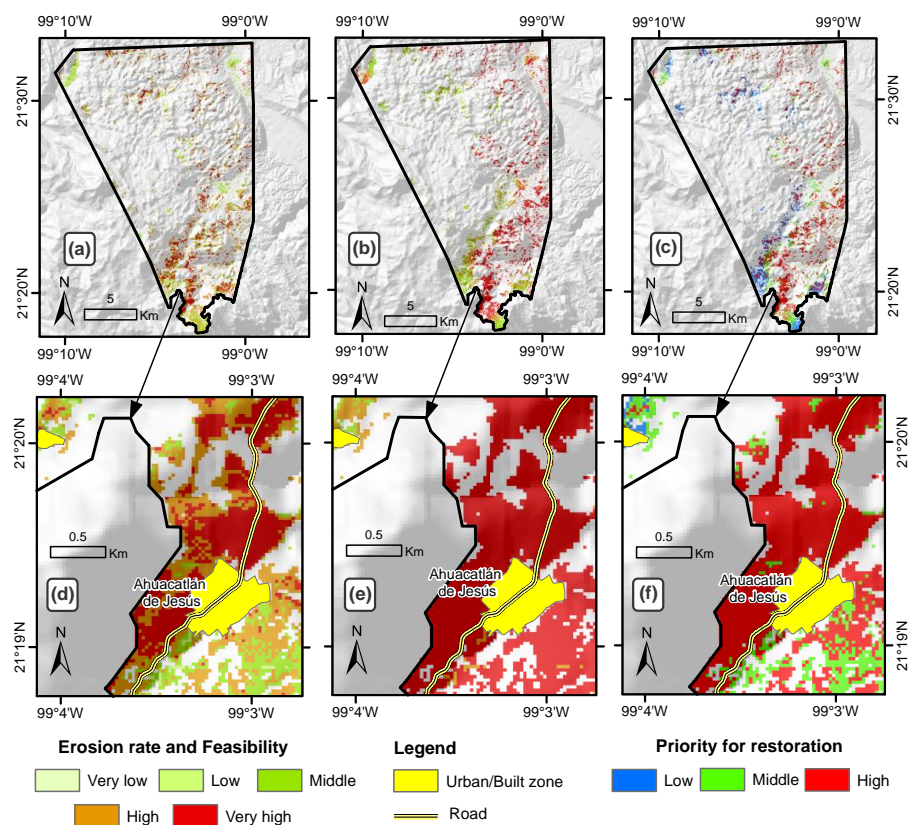 99°10'W 99°0'W 99°10'W 99°0'W 99°10'W 99°0'W
21°30'N 21°30'N
21°20'N 21°20'N
(a) (b) (c)
N N N
5 5 5
Km Km Km
99°10'W 99°0'W 99°10'W 99°0'W 99°10'W 99°0'W
99°4'W 99°3'W 99°4'W 99°3'W 99°4'W 99°3'W
21°20'N 21°20'N
0.5 0.5 0.5
Km Km Km
Ahuacatlán Ahuacatlán Ahuacatlán
de Jesús de Jesús de Jesús
(d) (e) (f)
21°19'N 21°19'N
N N N
99°4'W 99°3'W 99°4'W 99°3'W 99°4'W 99°3'W
Erosion rate and Feasibility Legend Priority for restoration
Very low Low Middle Urban/Built zone Low Middle High
High Very high Road